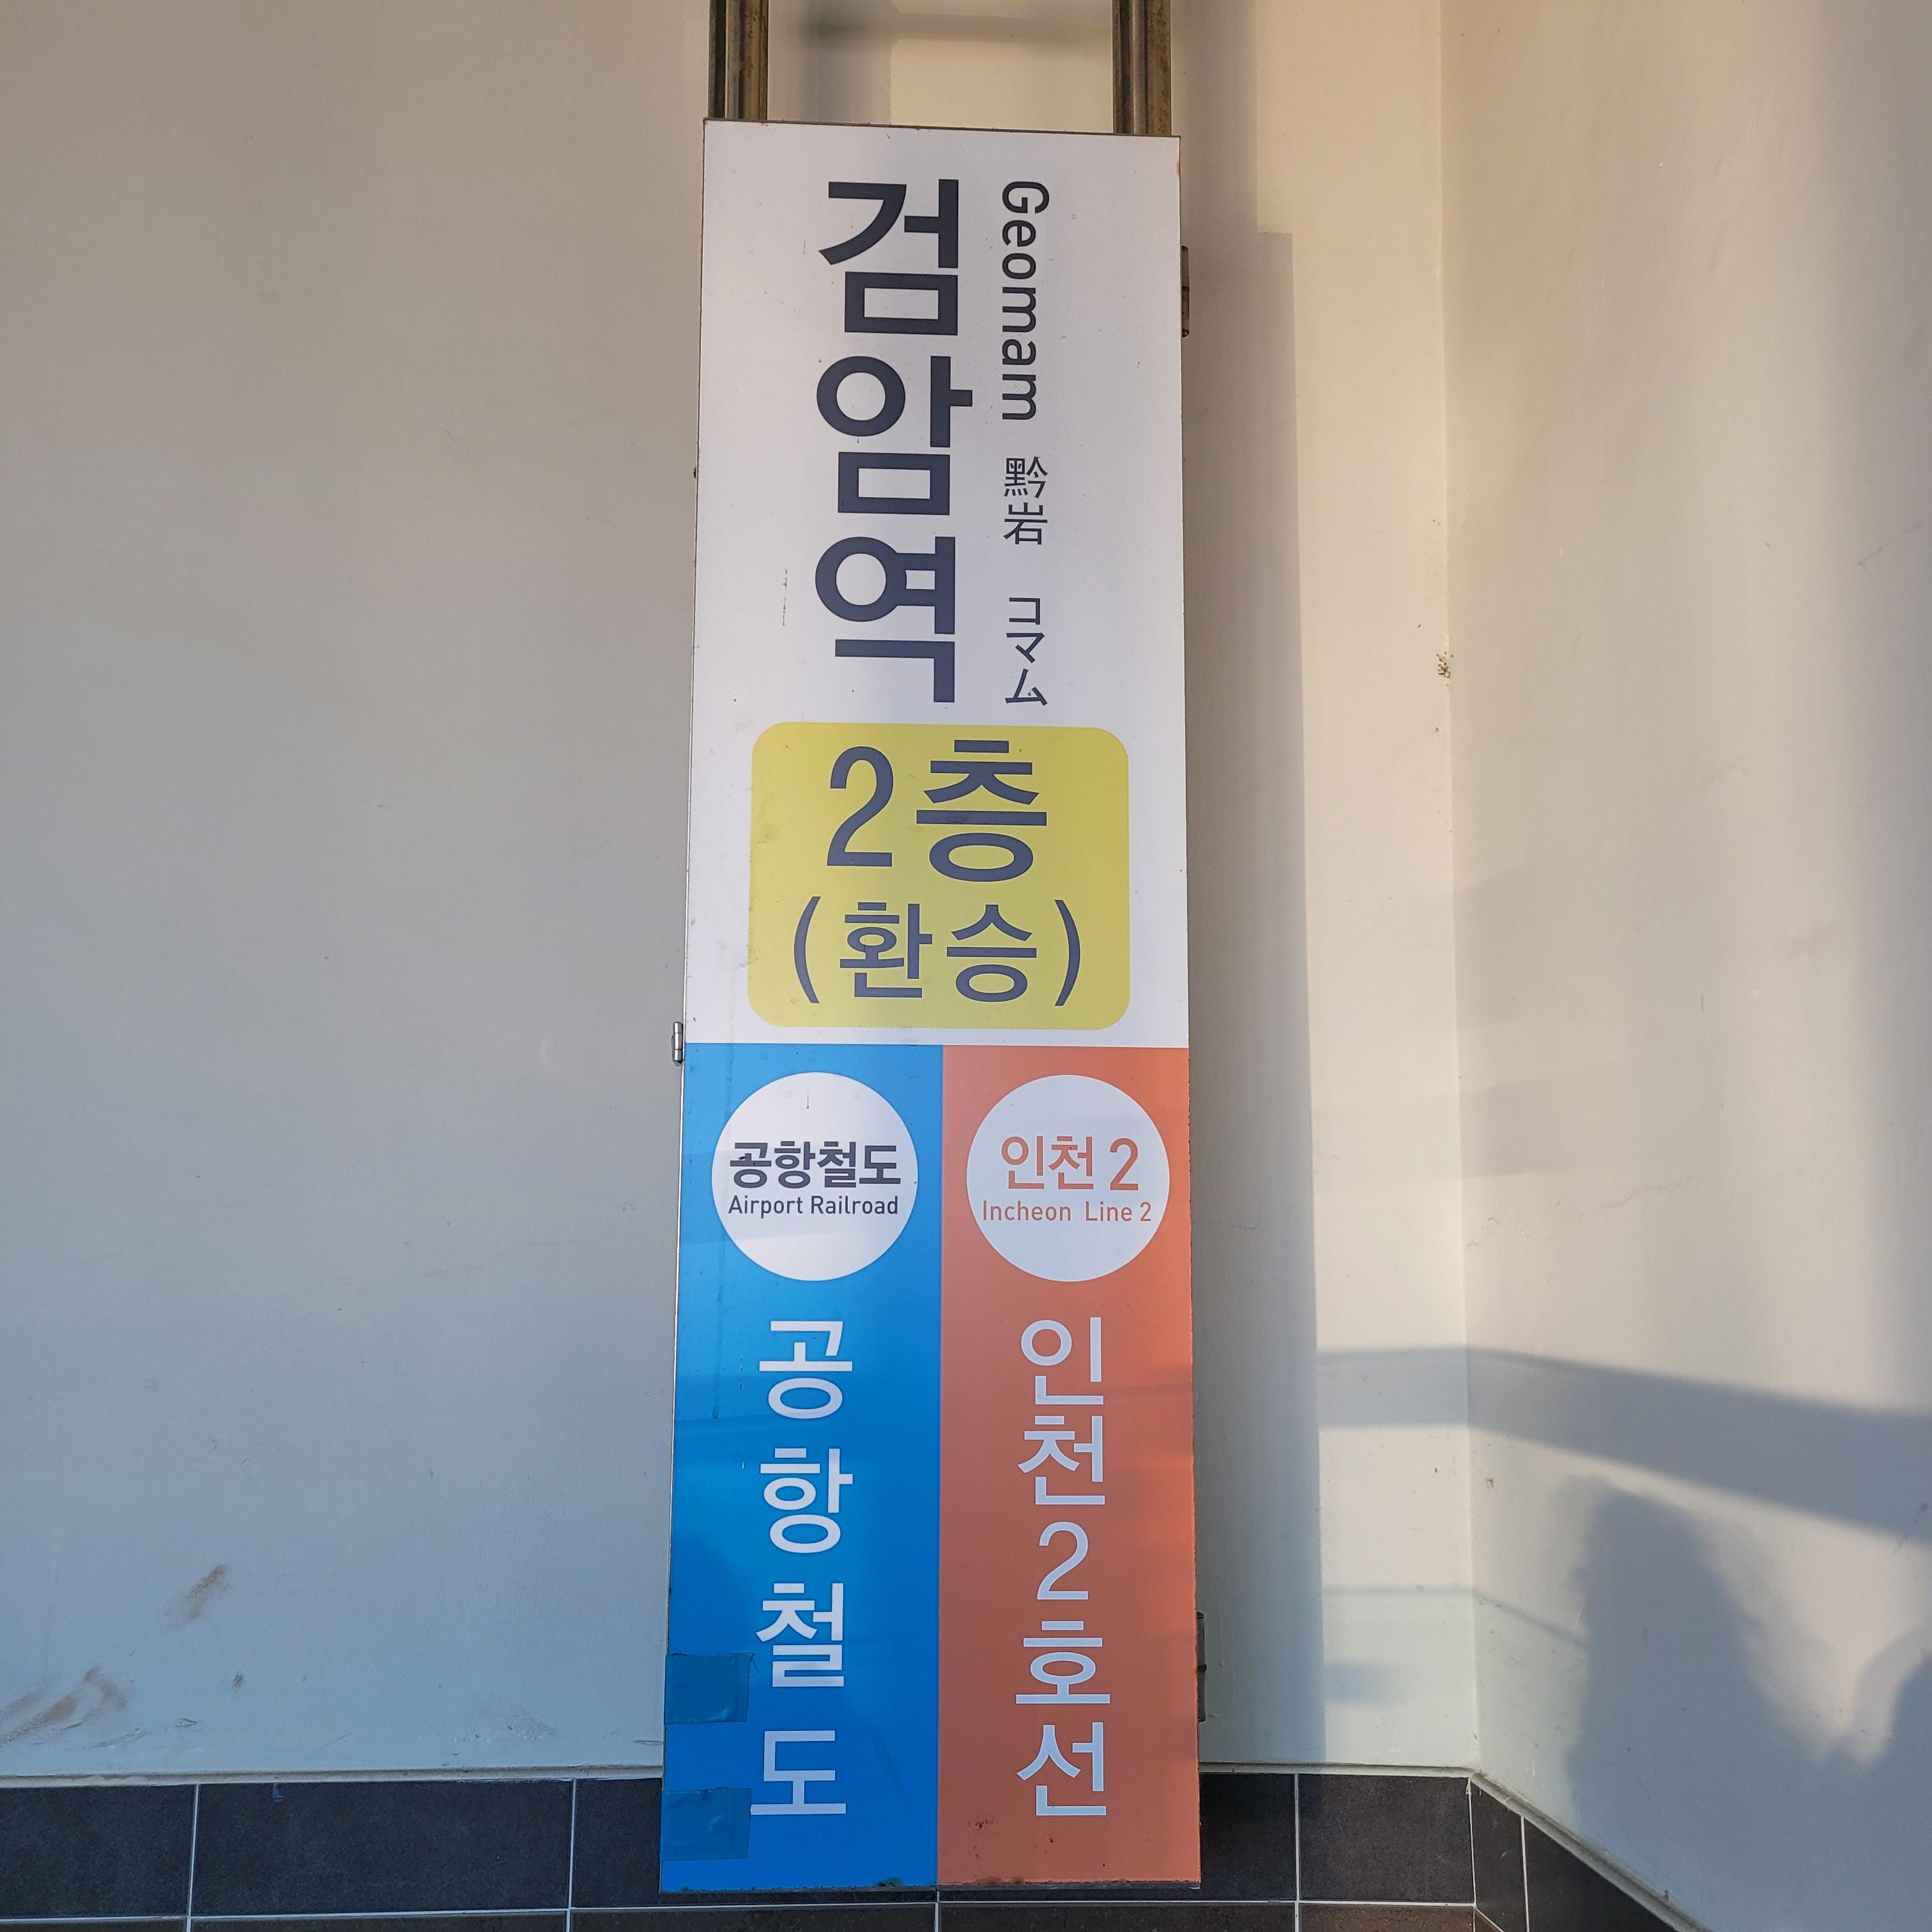 검암역
Geomam 黔岩 コマム
2층
(환승)
공항철도
Airport Railroad
공항철도
인천2
Incheon Line 2
인천2호선